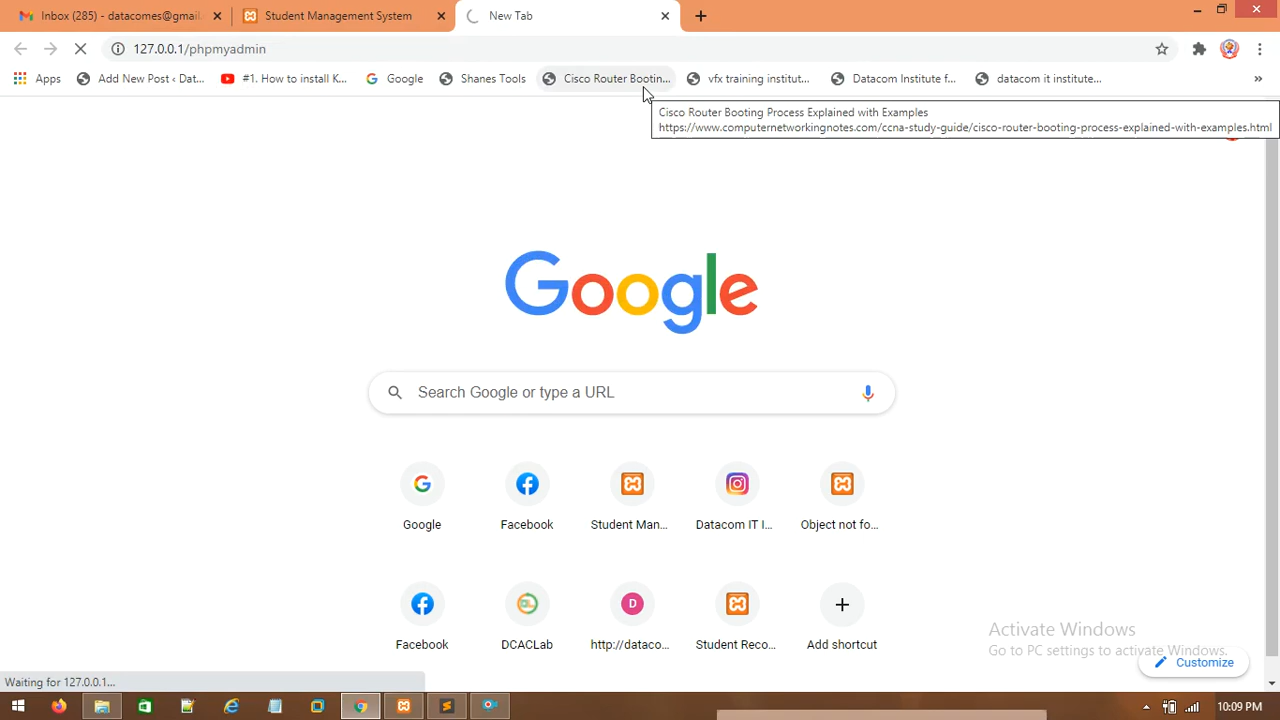 Inbox (285) - datacomes@gmail.
Student Management System
New Tab
127.0.0.1/phpmyadmin
Apps
Add New Post ‹ Dat...
#1. How to install K...
Google
Shanes Tools
Cisco Router Bootin...
vfx training institut...
Datacom Institute f...
datacom it institute...
»
Cisco Router Booting Process Explained with Examples
https://www.computernetworkingnotes.com/ccna-study-guide/cisco-router-booting-process-explained-with-examples.html
Google
Search Google or type a URL
Google
Facebook
Student Man...
Datacom IT I...
Object not fo...
Facebook
DCACLab
D
http://dataco...
Student Reco...
Add shortcut
Activate Windows
Go to PC settings to activate Windows.
Customize
Waiting for 127.0.0.1...
10:09 PM